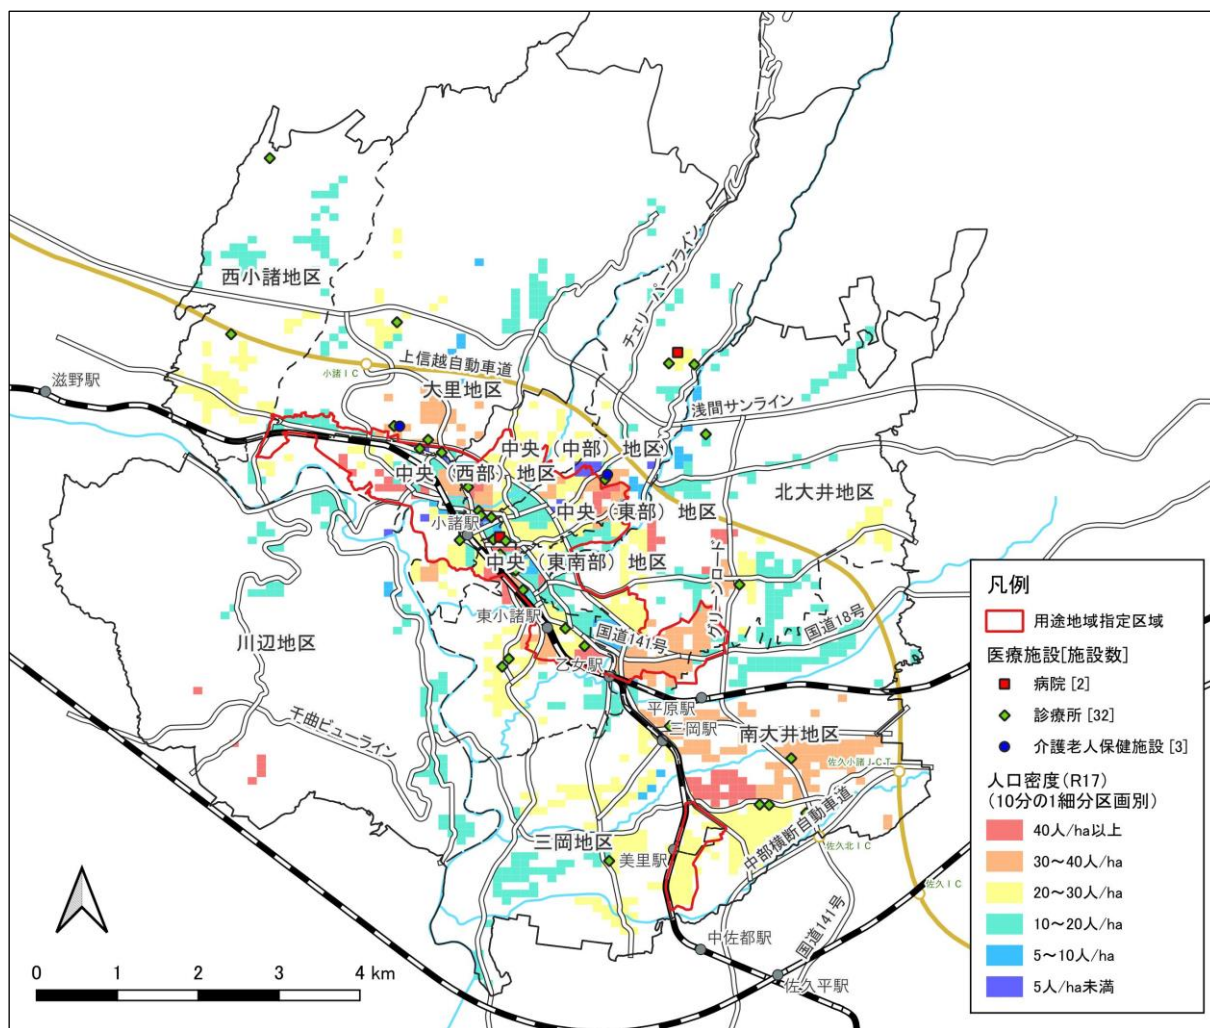 西小諸地区
チェリーパークライン
上信越自動車道
小諸IC
滋野駅
大里地区
浅間サンライン
中央（中部）地区
中央（西部）地区
北大井地区
中央（東部）地区
小諸駅
中央（東南部）地区
グリーンロード
東小諸駅
国道141号
国道18号
川辺地区
乙女駅
平原駅
三岡駅
千曲ビューライン
南大井地区
佐久小諸JCT
中部横断自動車道
三岡地区
美里駅
佐久北IC
佐久IC
国道141号
中佐都駅
佐久平駅
0 1 2 3 4 km
凡例
用途地域指定区域
医療施設[施設数]
病院 [2]
診療所 [32]
介護老人保健施設 [3]
人口密度(R17)
(10分の1細分区画別)
40人/ha以上
30～40人/ha
20～30人/ha
10～20人/ha
5～10人/ha
5人/ha未満